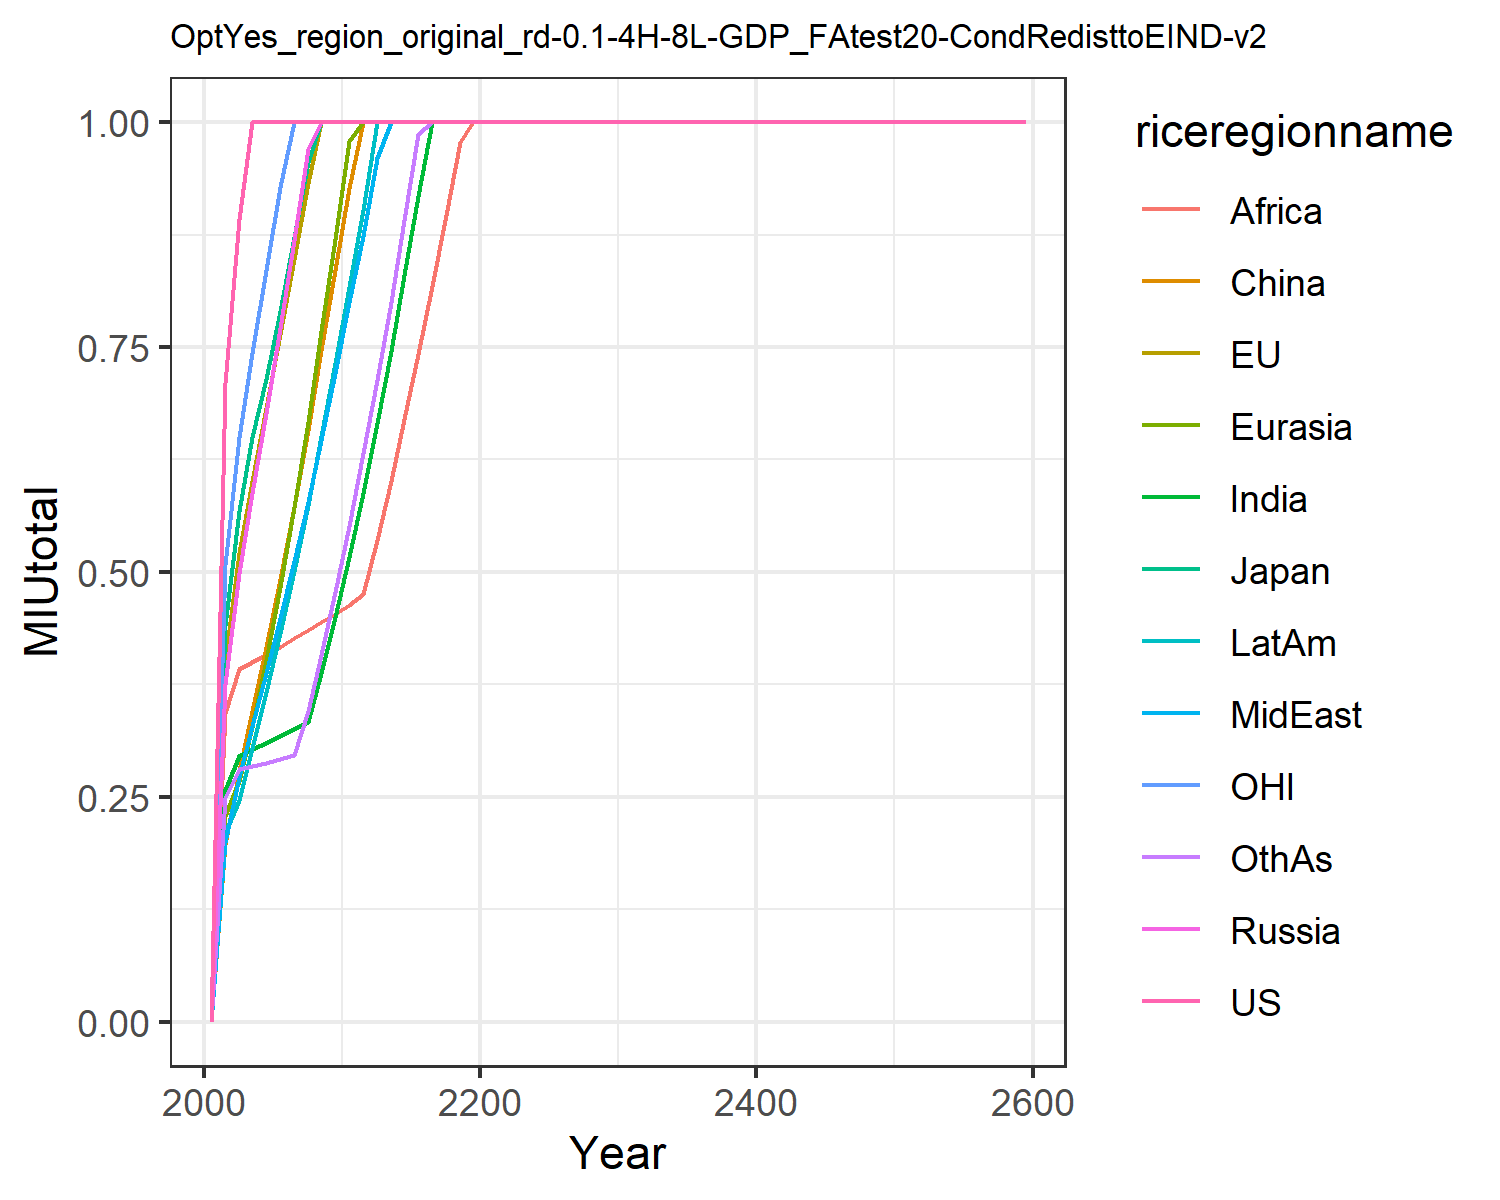 OptYes_region_original_rd-0.1-4H-8L-GDP_FAtest20-CondRedisttoEIND-v2
1.00
0.75
0.50
0.25
0.00
MIUtotal
2000 2200 2400 2600
Year
riceregionname
Africa
China
EU
Eurasia
India
Japan
LatAm
MidEast
OHI
OthAs
Russia
US